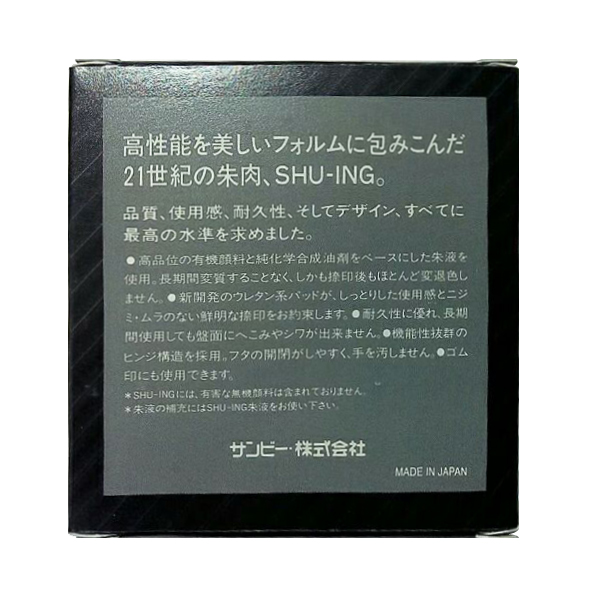 高性能を美しいフォルムに包みこんだ
21世紀の朱肉、SHU-ING。
品質、使用感、耐久性、そしてデザイン、すべてに
最高の水準を求めました。
●高品位の有機顔料と純化学合成油剤をベースにした朱液を
使用。長期間変質することなく、しかも捺印後もほとんど変退色し
ません。●新開発のウレタン系パッドが、しっとりした使用感とニジ
ミ・ムラのない鮮明な捺印をお約束します。●耐久性に優れ、長期
間使用しても盤面にへこみやシワが出来ません。●機能性抜群の
ヒンジ構造を採用。フタの開閉がしやすく、手を汚しません。●ゴム
印にも使用できます。
*SHU-INGには、有害な無機顔料は含まれておりません。
*朱液の補充にはSHU-ING朱液をお使い下さい。
サンビー・株式会社
MADE IN JAPAN